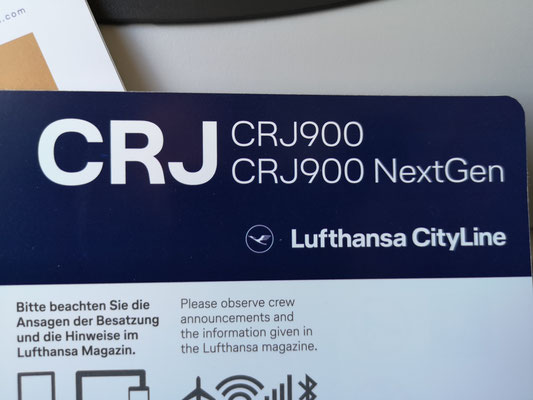 .com
CRJ
CRJ900
CRJ900 NextGen
Lufthansa CityLine
Bitte beachten Sie die
Ansagen der Besatzung
und die Hinweise im
Lufthansa Magazin.
Please observe crew
announcements and
the information given in
the Lufthansa magazine.